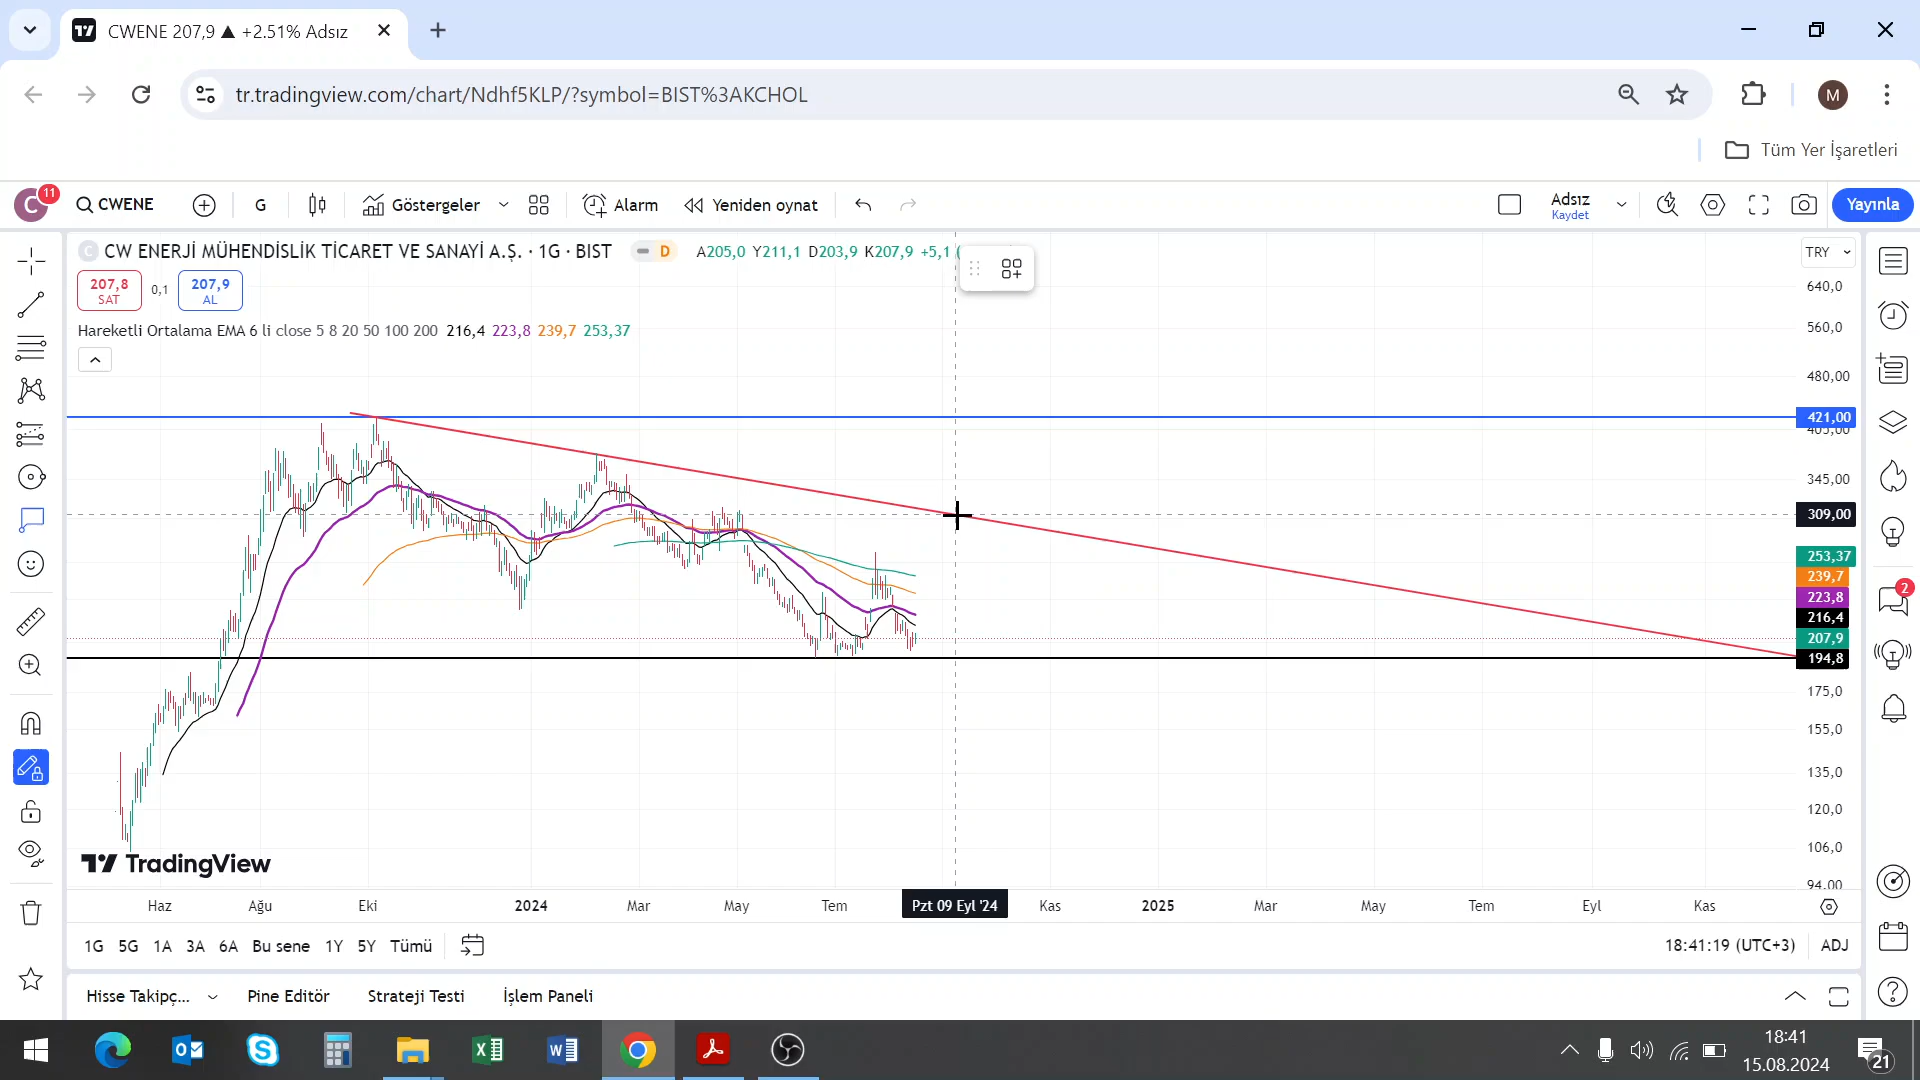 CWENE 207,9 ▲ +2.51% Adsız
tr.tradingview.com/chart/Ndhf5KLP/?symbol=BIST%3AKCHOL
M
Tüm Yer İşaretleri
C 11
CWENE
G
Göstergeler
Alarm
Yeniden oynat
Adsız
Kaydet
Yayınla
C CW ENERJİ MÜHENDİSLİK TİCARET VE SANAYİ A.Ş. · 1G · BIST D A205,0 Y211,1 D203,9 K207,9 +5,1 (
TRY
207,8
SAT
0,1
207,9
AL
Hareketli Ortalama EMA 6 li close 5 8 20 50 100 200 216,4 223,8 239,7 253,37
640,0
560,0
480,00
421,00
405,00
345,00
309,00
253,37
239,7
223,8
216,4
207,9
194,8
175,0
155,0
135,0
120,0
106,0
94,00
2
TradingView
Haz Ağu Eki 2024 Mar May Tem Pzt 09 Eyl '24 Kas 2025 Mar May Tem Eyl Kas
1G 5G 1A 3A 6A Bu sene 1Y 5Y Tümü
18:41:19 (UTC+3) ADJ
Hisse Takipç... Pine Editör Strateji Testi İşlem Paneli
18:41
15.08.2024
21